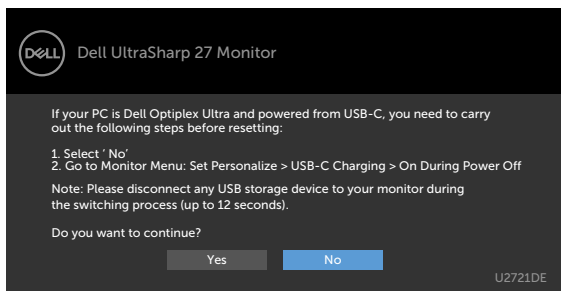 DELL
Dell UltraSharp 27 Monitor
If your PC is Dell Optiplex Ultra and powered from USB-C, you need to carry
out the following steps before resetting:
1. Select ‘ No’
2. Go to Monitor Menu: Set Personalize > USB-C Charging > On During Power Off
Note: Please disconnect any USB storage device to your monitor during
the switching process (up to 12 seconds).
Do you want to continue?
Yes No
U2721DE